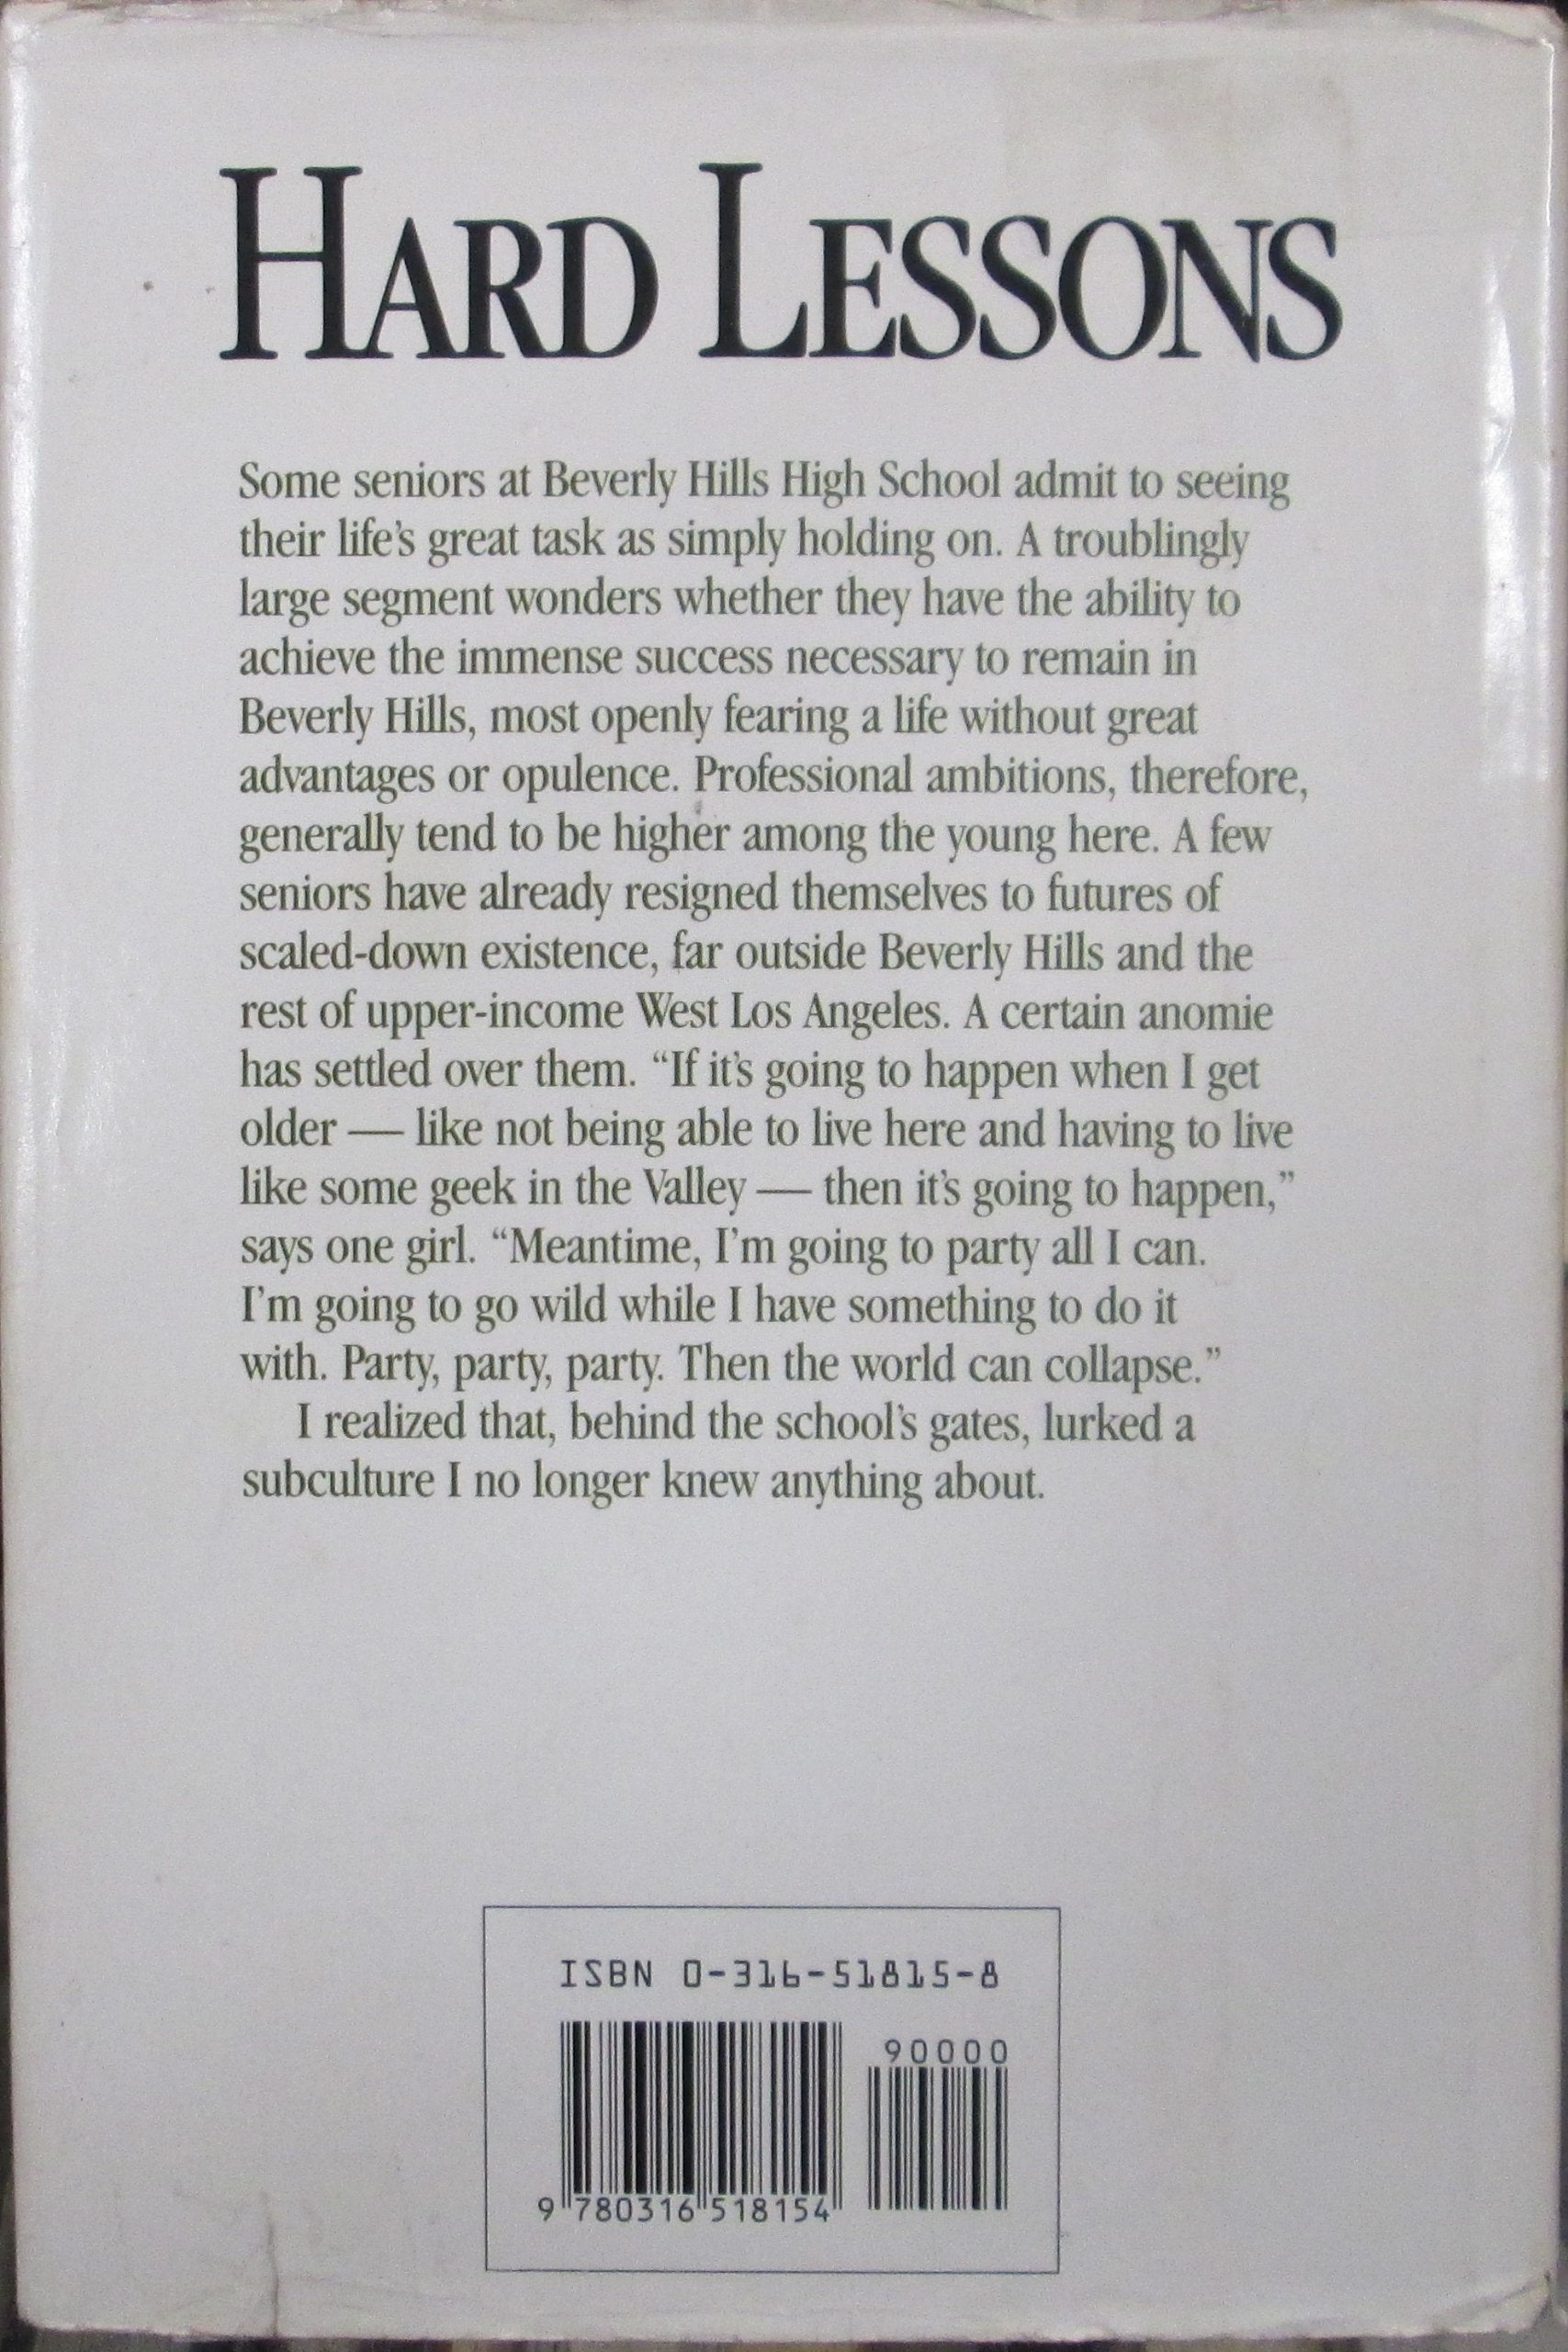 HARD LESSONS
Some seniors at Beverly Hills High School admit to seeing
their life’s great task as simply holding on. A troublingly
large segment wonders whether they have the ability to
achieve the immense success necessary to remain in
Beverly Hills, most openly fearing a life without great
advantages or opulence. Professional ambitions, therefore,
generally tend to be higher among the young here. A few
seniors have already resigned themselves to futures of
scaled-down existence, far outside Beverly Hills and the
rest of upper-income West Los Angeles. A certain anomie
has settled over them. “If it’s going to happen when I get
older — like not being able to live here and having to live
like some geek in the Valley — then it’s going to happen,”
says one girl. “Meantime, I’m going to party all I can.
I’m going to go wild while I have something to do it
with. Party, party, party. Then the world can collapse.”
I realized that, behind the school’s gates, lurked a
subculture I no longer knew anything about.
ISBN 0-316-51815-8
90000
9 780316 518154